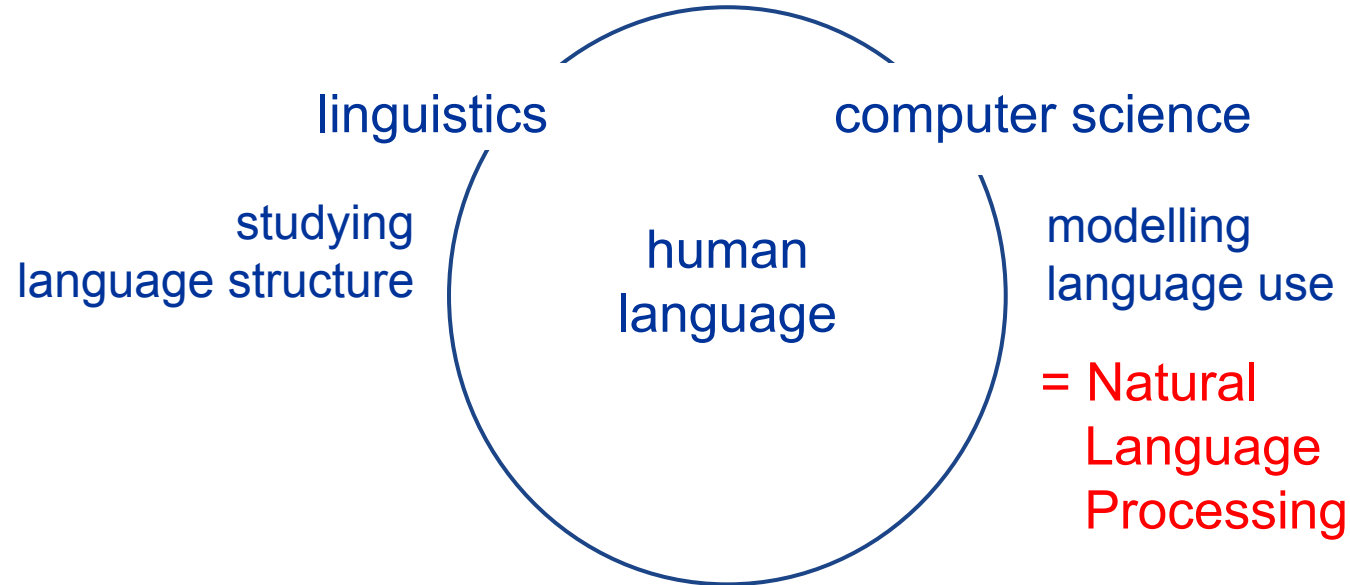 linguistics
computer science
studying
language structure
human
language
modelling
language use
= Natural
Language
Processing